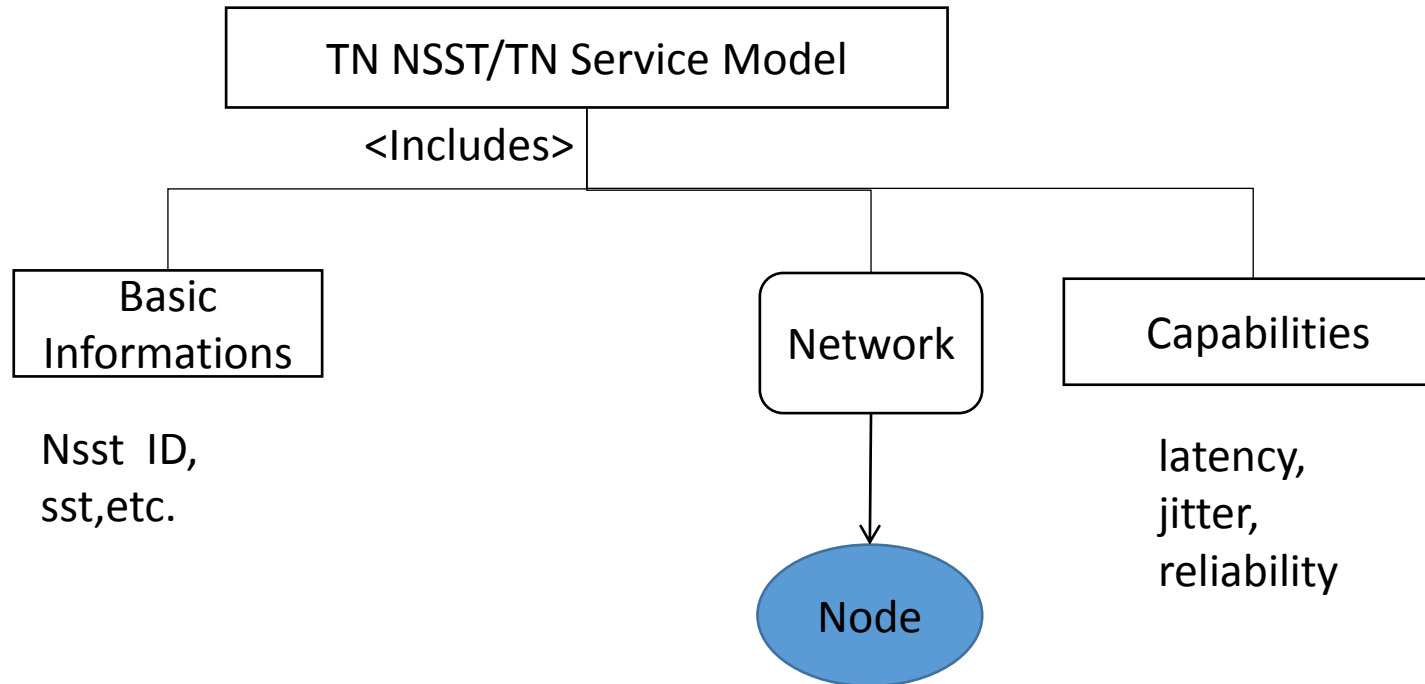 TN NSST/TN Service Model
<Includes>
Basic
Informations
Network
Capabilities
Nsst  ID,
sst,etc.
latency,
jitter,
reliability
Node